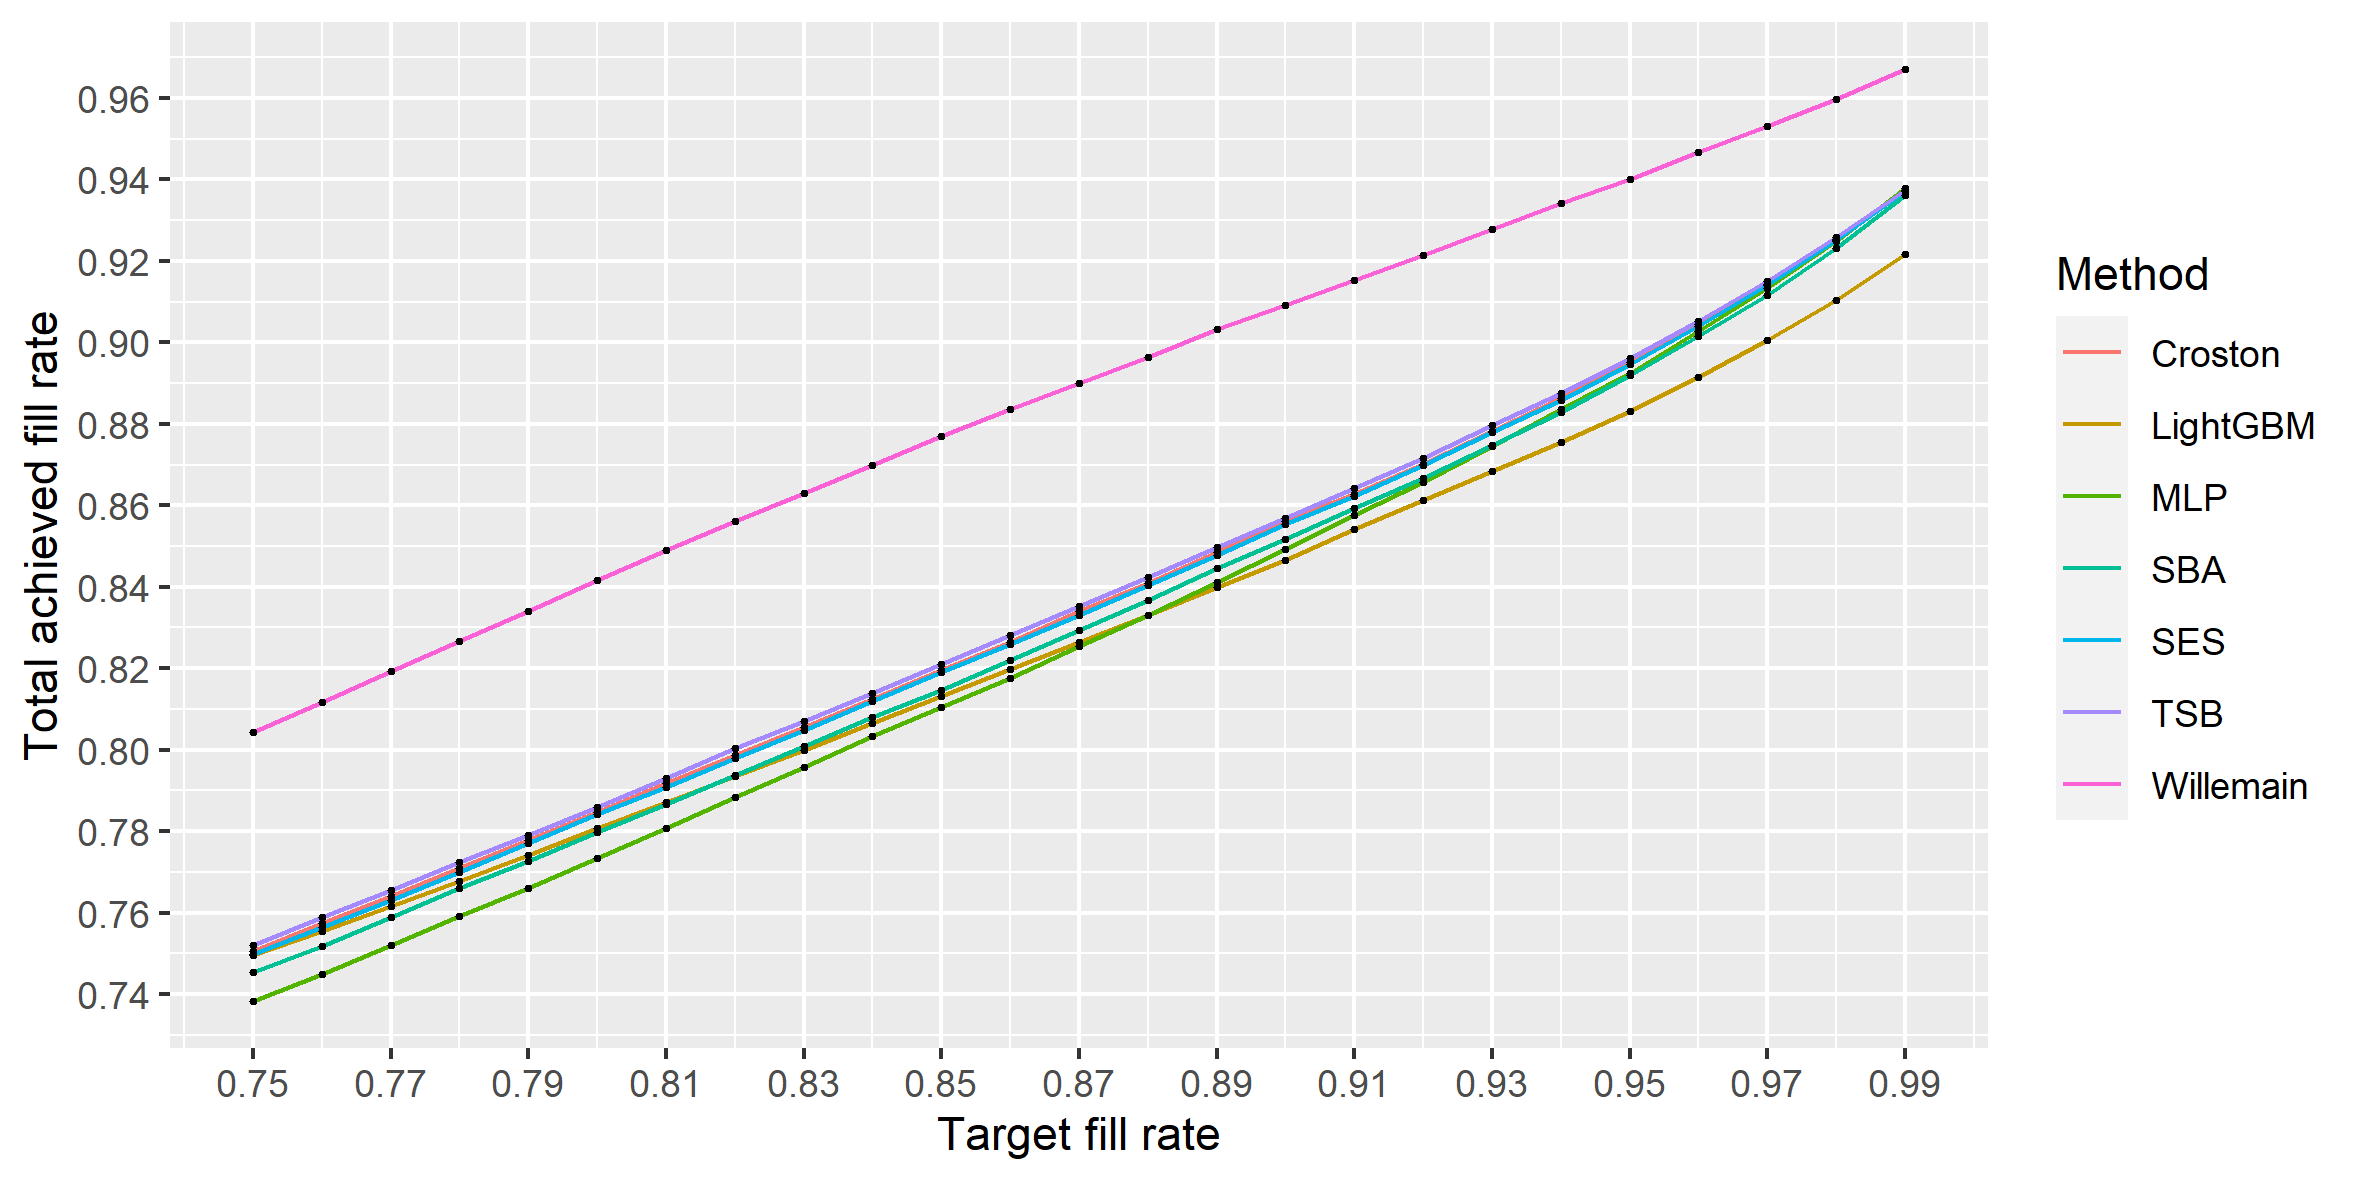 Total achieved fill rate
0.96
0.94
0.92
0.90
0.88
0.86
0.84
0.82
0.80
0.78
0.76
0.74
0.75 0.77 0.79 0.81 0.83 0.85 0.87 0.89 0.91 0.93 0.95 0.97 0.99
Target fill rate
Method
Croston
LightGBM
MLP
SBA
SES
TSB
Willemain